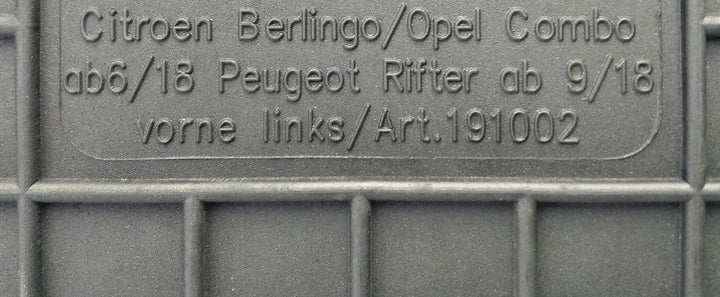 Citroen Berlingo/Opel Combo
ab6/18 Peugeot Rifter ab 9/18
vorne links/Art.191002